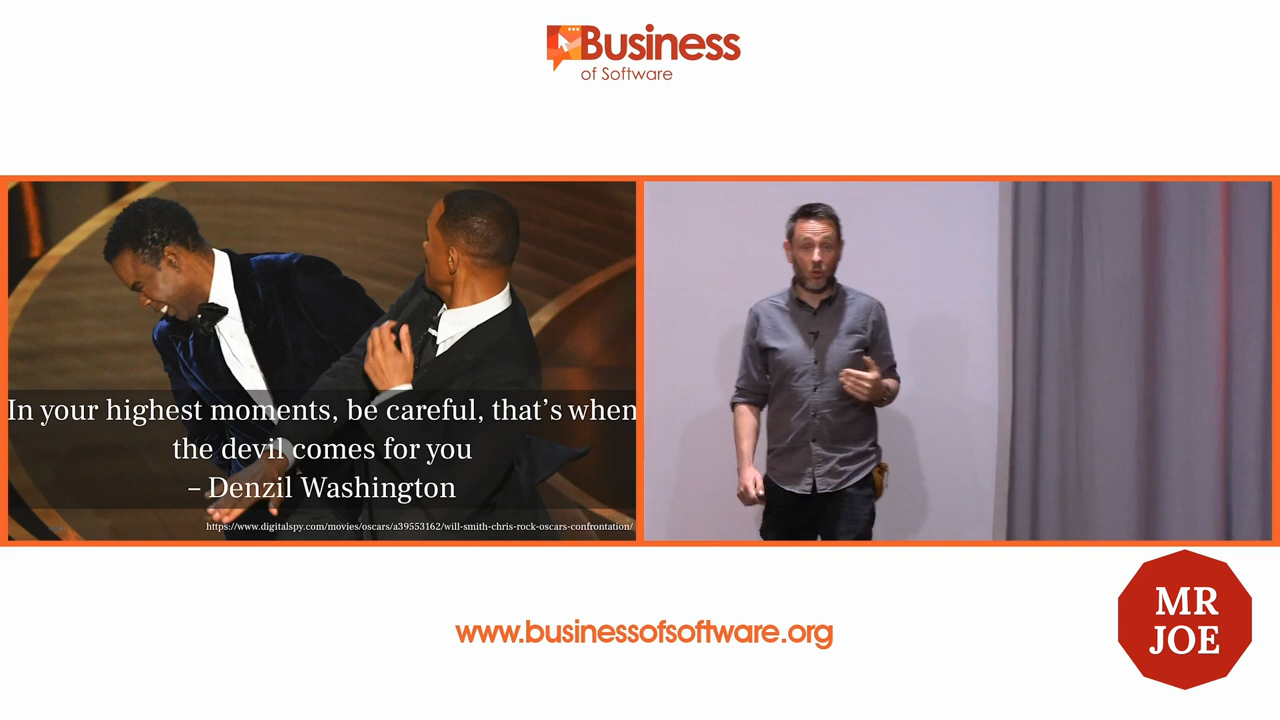 Business
of Software
In your highest moments, be careful, that's when
the devil comes for you
– Denzil Washington
https://www.digitalspy.com/movies/oscars/a39553162/will-smith-chris-rock-oscars-confrontation/
www.businessofsoftware.org
MR
JOE